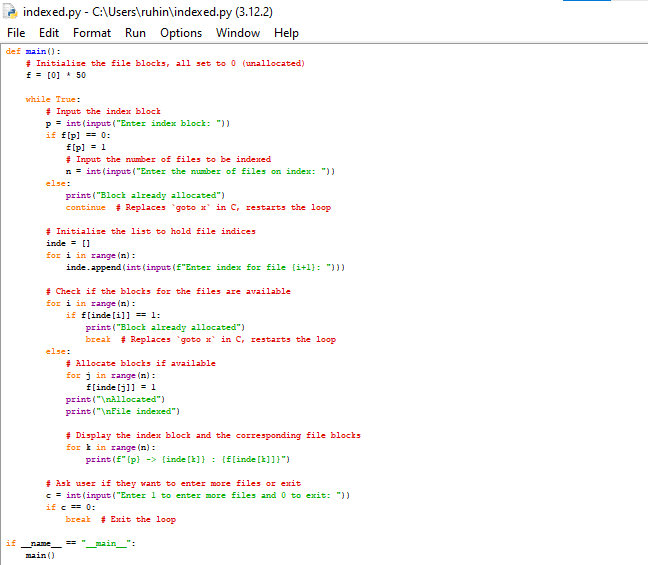 indexed.py - C:\Users\ruhin\indexed.py (3.12.2)
File Edit Format Run Options Window Help
def main():
    # Initialize the file blocks, all set to 0 (unallocated)
    f = [0] * 50

    while True:
        # Input the index block
        p = int(input("Enter index block: "))
        if f[p] == 0:
            f[p] = 1
            # Input the number of files to be indexed
            n = int(input("Enter the number of files on index: "))
        else:
            print("Block already allocated")
            continue  # Replaces `goto x` in C, restarts the loop

        # Initialize the list to hold file indices
        inde = []
        for i in range(n):
            inde.append(int(input(f"Enter index for file {i+1}: ")))

        # Check if the blocks for the files are available
        for i in range(n):
            if f[inde[i]] == 1:
                print("Block already allocated")
                break  # Replaces `goto x` in C, restarts the loop
        else:
            # Allocate blocks if available
            for j in range(n):
                f[inde[j]] = 1
            print("\nAllocated")
            print("\nFile indexed")

            # Display the index block and the corresponding file blocks
            for k in range(n):
                print(f"{p} -> {inde[k]} : {f[inde[k]]}")

        # Ask user if they want to enter more files or exit
        c = int(input("Enter 1 to enter more files and 0 to exit: "))
        if c == 0:
            break  # Exit the loop

if __name__ == "__main__":
    main()